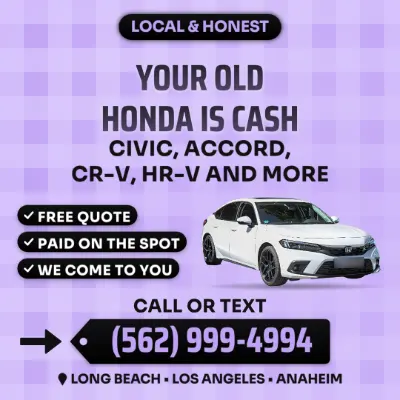 LOCAL & HONEST
YOUR OLD
HONDA IS CASH
CIVIC, ACCORD,
CR-V, HR-V AND MORE
✓ FREE QUOTE
✓ PAID ON THE SPOT
✓ WE COME TO YOU
CALL OR TEXT
(562) 999-4994
LONG BEACH • LOS ANGELES • ANAHEIM